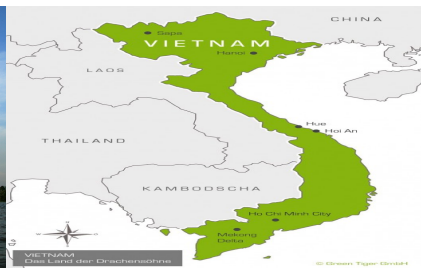 CHINA
Sapa
VIETNAM
Hanoi
LAOS
Hue
Hoi An
THAILAND
KAMBODSCHA
Ho Chi Minh City
Mekong
Delta
VIETNAM
Das Land der Drachensöhne
© Green Tiger GmbH